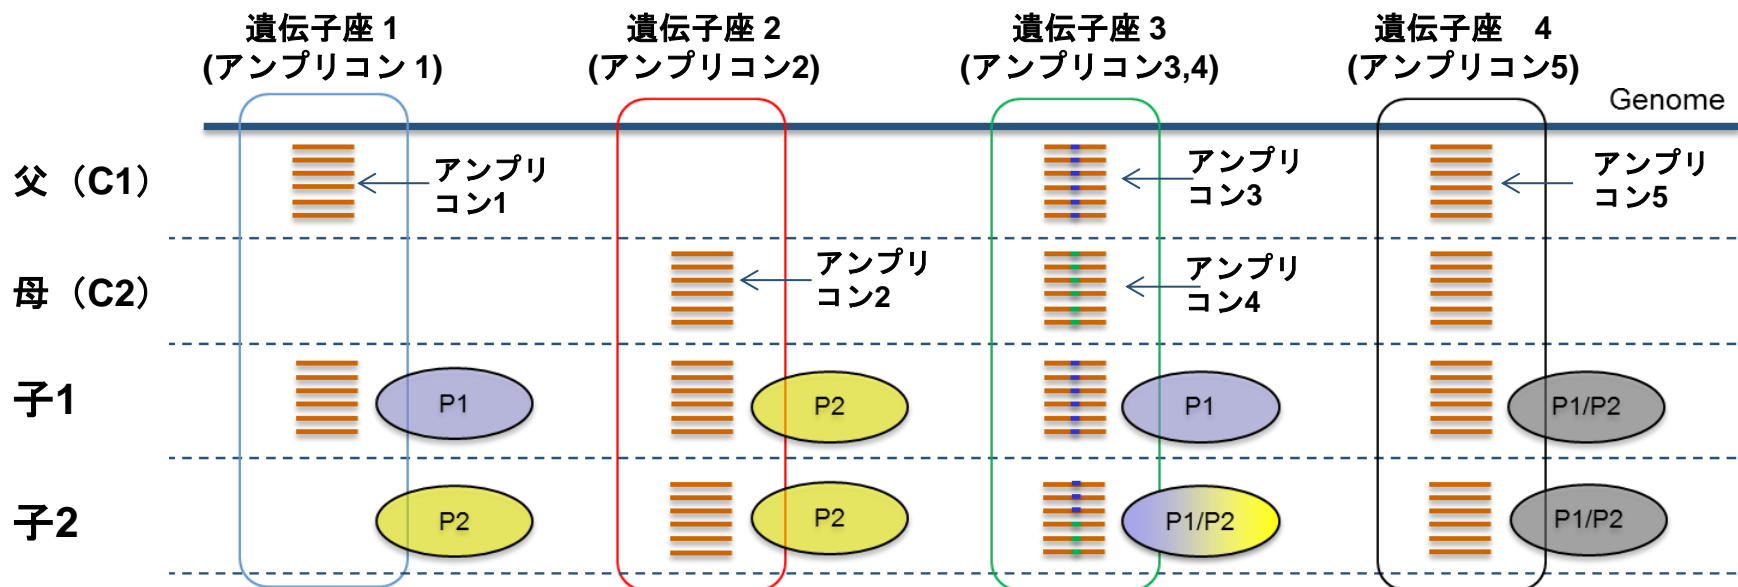 遺伝子座 1
(アンプリコン 1)
遺伝子座 2
(アンプリコン2)
遺伝子座 3
(アンプリコン3,4)
遺伝子座　4
(アンプリコン5)
Genome
父（C1）
アンプリ
コン1
アンプリ
コン3
アンプリ
コン5
母（C2）
アンプリ
コン2
アンプリ
コン4
子1
P1
P2
P1
P1/P2
子2
P2
P2
P1/P2
P1/P2